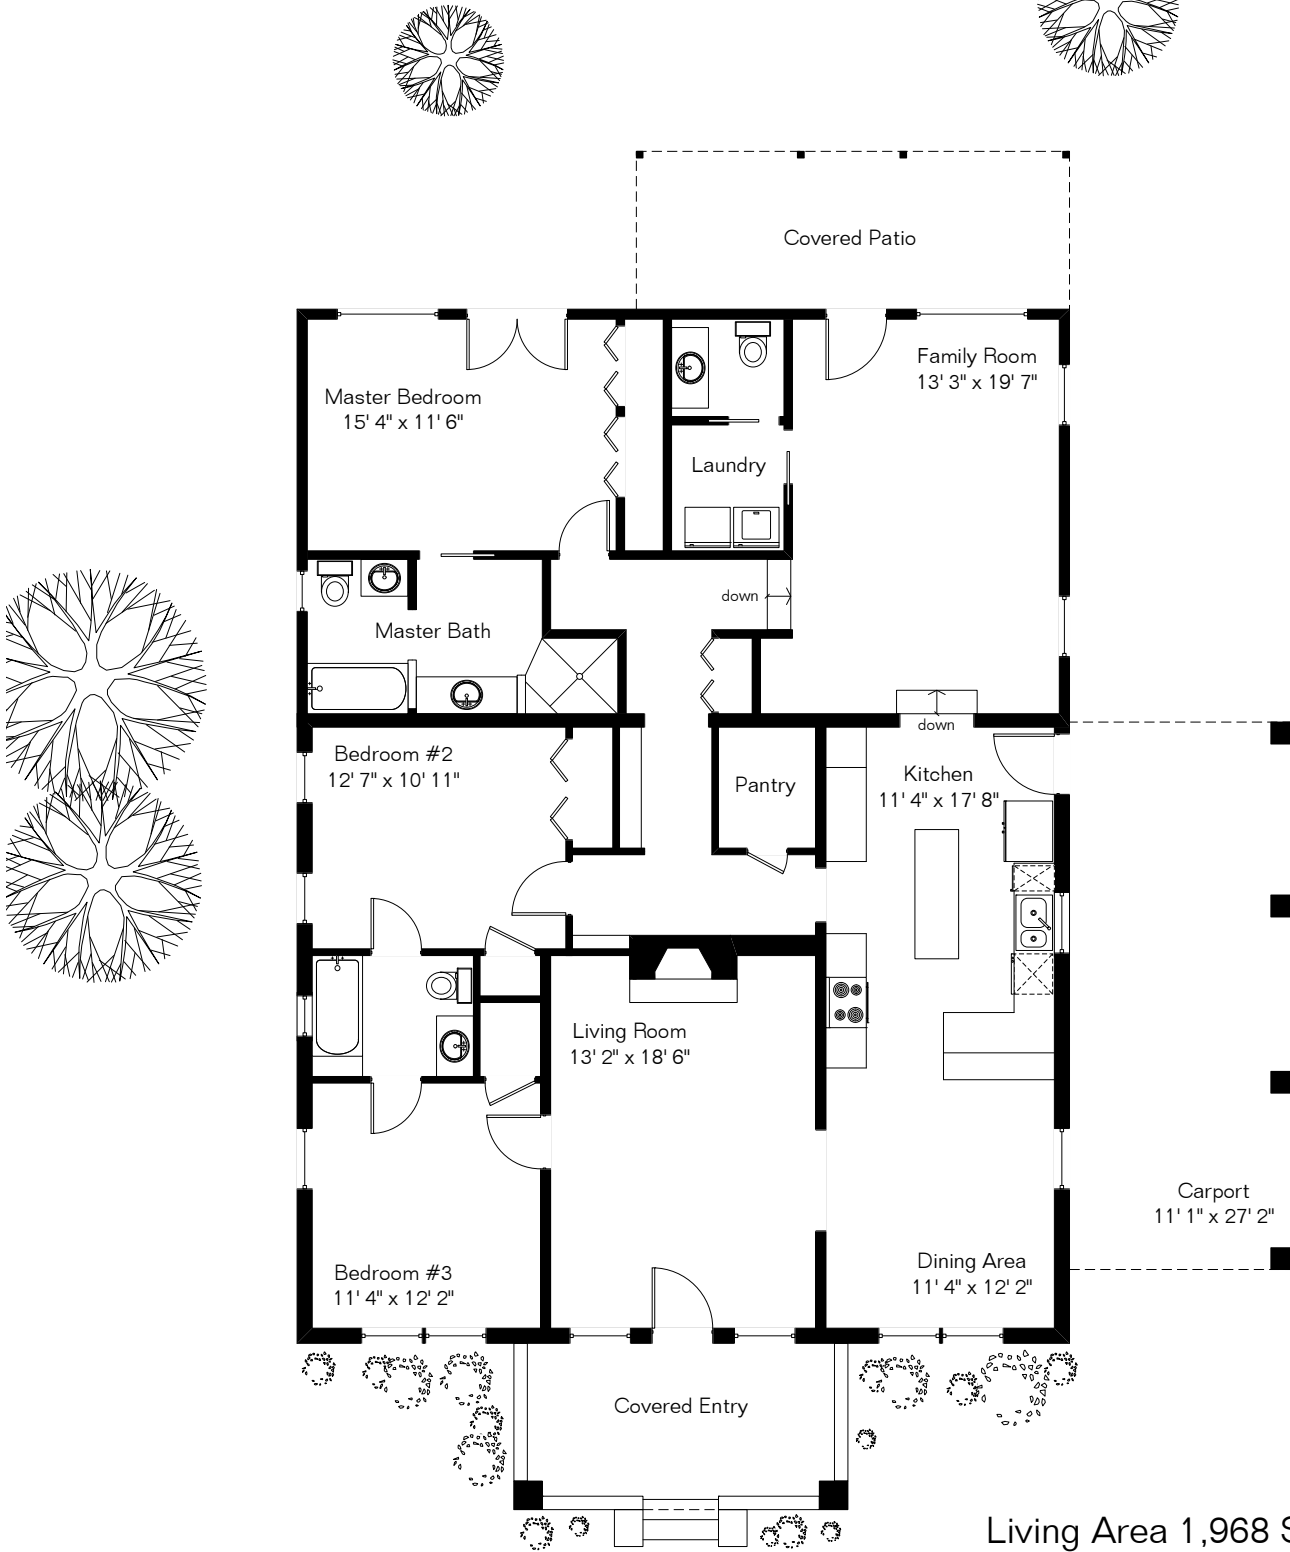 Covered Patio
Family Room
13' 3" x 19' 7"
Master Bedroom
15' 4" x 11' 6"
Laundry
down
Master Bath
down
Bedroom #2
12' 7" x 10' 11"
Pantry
Kitchen
11' 4" x 17' 8"
Living Room
13' 2" x 18' 6"
Carport
11' 1" x 27' 2"
Bedroom #3
11' 4" x 12' 2"
Dining Area
11' 4" x 12' 2"
Covered Entry
Living Area 1,968 S